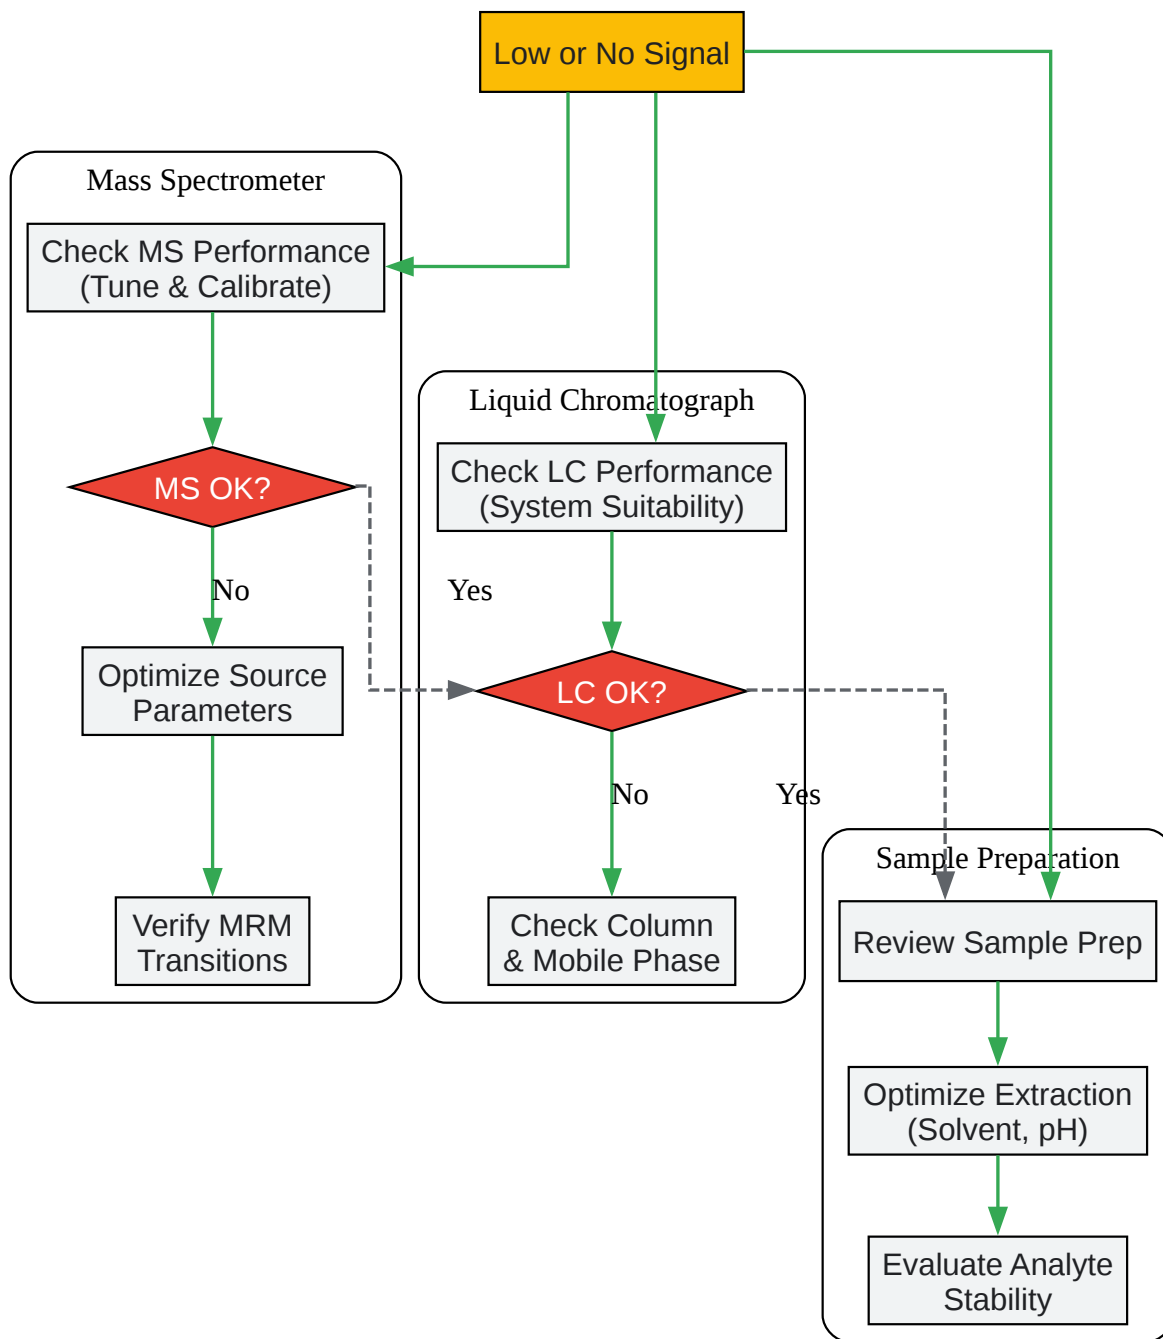 Low or No Signal
Mass Spectrometer
Check MS Performance
(Tune & Calibrate)
MS OK?
No
Yes
Optimize Source
Parameters
Verify MRM
Transitions
Liquid Chromatograph
Check LC Performance
(System Suitability)
LC OK?
No
Yes
Check Column
& Mobile Phase
Sample Preparation
Review Sample Prep
Optimize Extraction
(Solvent, pH)
Evaluate Analyte
Stability